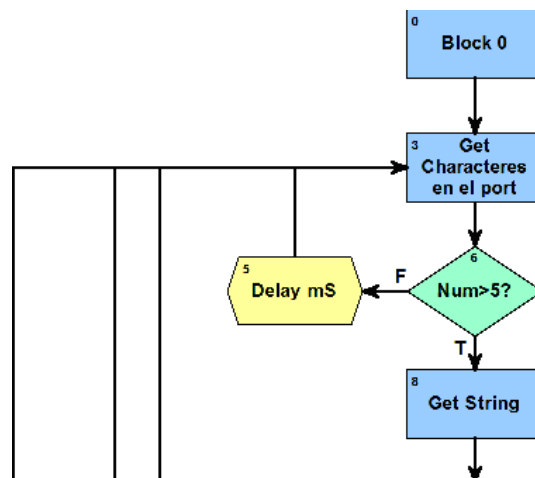 0
Block 0
3
Get
Characteres
en el port
6
Num>5?
F
5
Delay mS
T
8
Get String